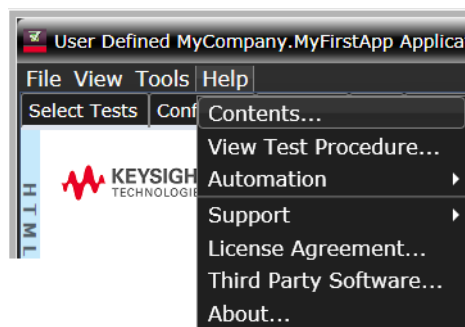 User Defined MyCompany.MyFirstApp Applica
File View Tools Help
Select Tests Conf
Contents...
View Test Procedure...
Automation
Support
License Agreement...
Third Party Software...
About...
KEYSIGH
TECHNOLOGIE
HTML